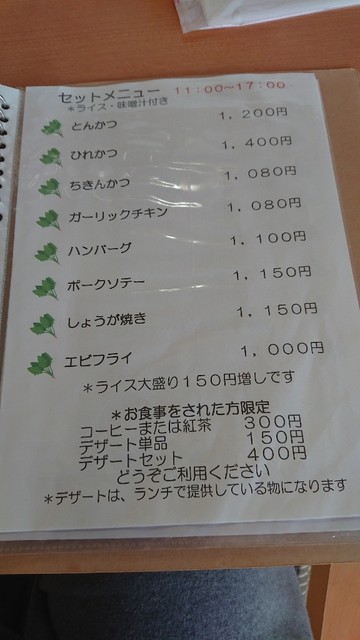 セットメニュー 11:00~17:00
*ライス・味噌汁付き
とんかつ 1,200円
ひれかつ 1,400円
ちきんかつ 1,080円
ガーリックチキン 1,080円
ハンバーグ 1,100円
ポークソテー 1,150円
しょうが焼き 1,150円
エビフライ 1,000円
*ライス大盛り150円増しです
*お食事をされた方限定
コーヒーまたは紅茶 300円
デザート単品 150円
デザートセット 400円
どうぞご利用ください
*デザートは、ランチで提供している物になります